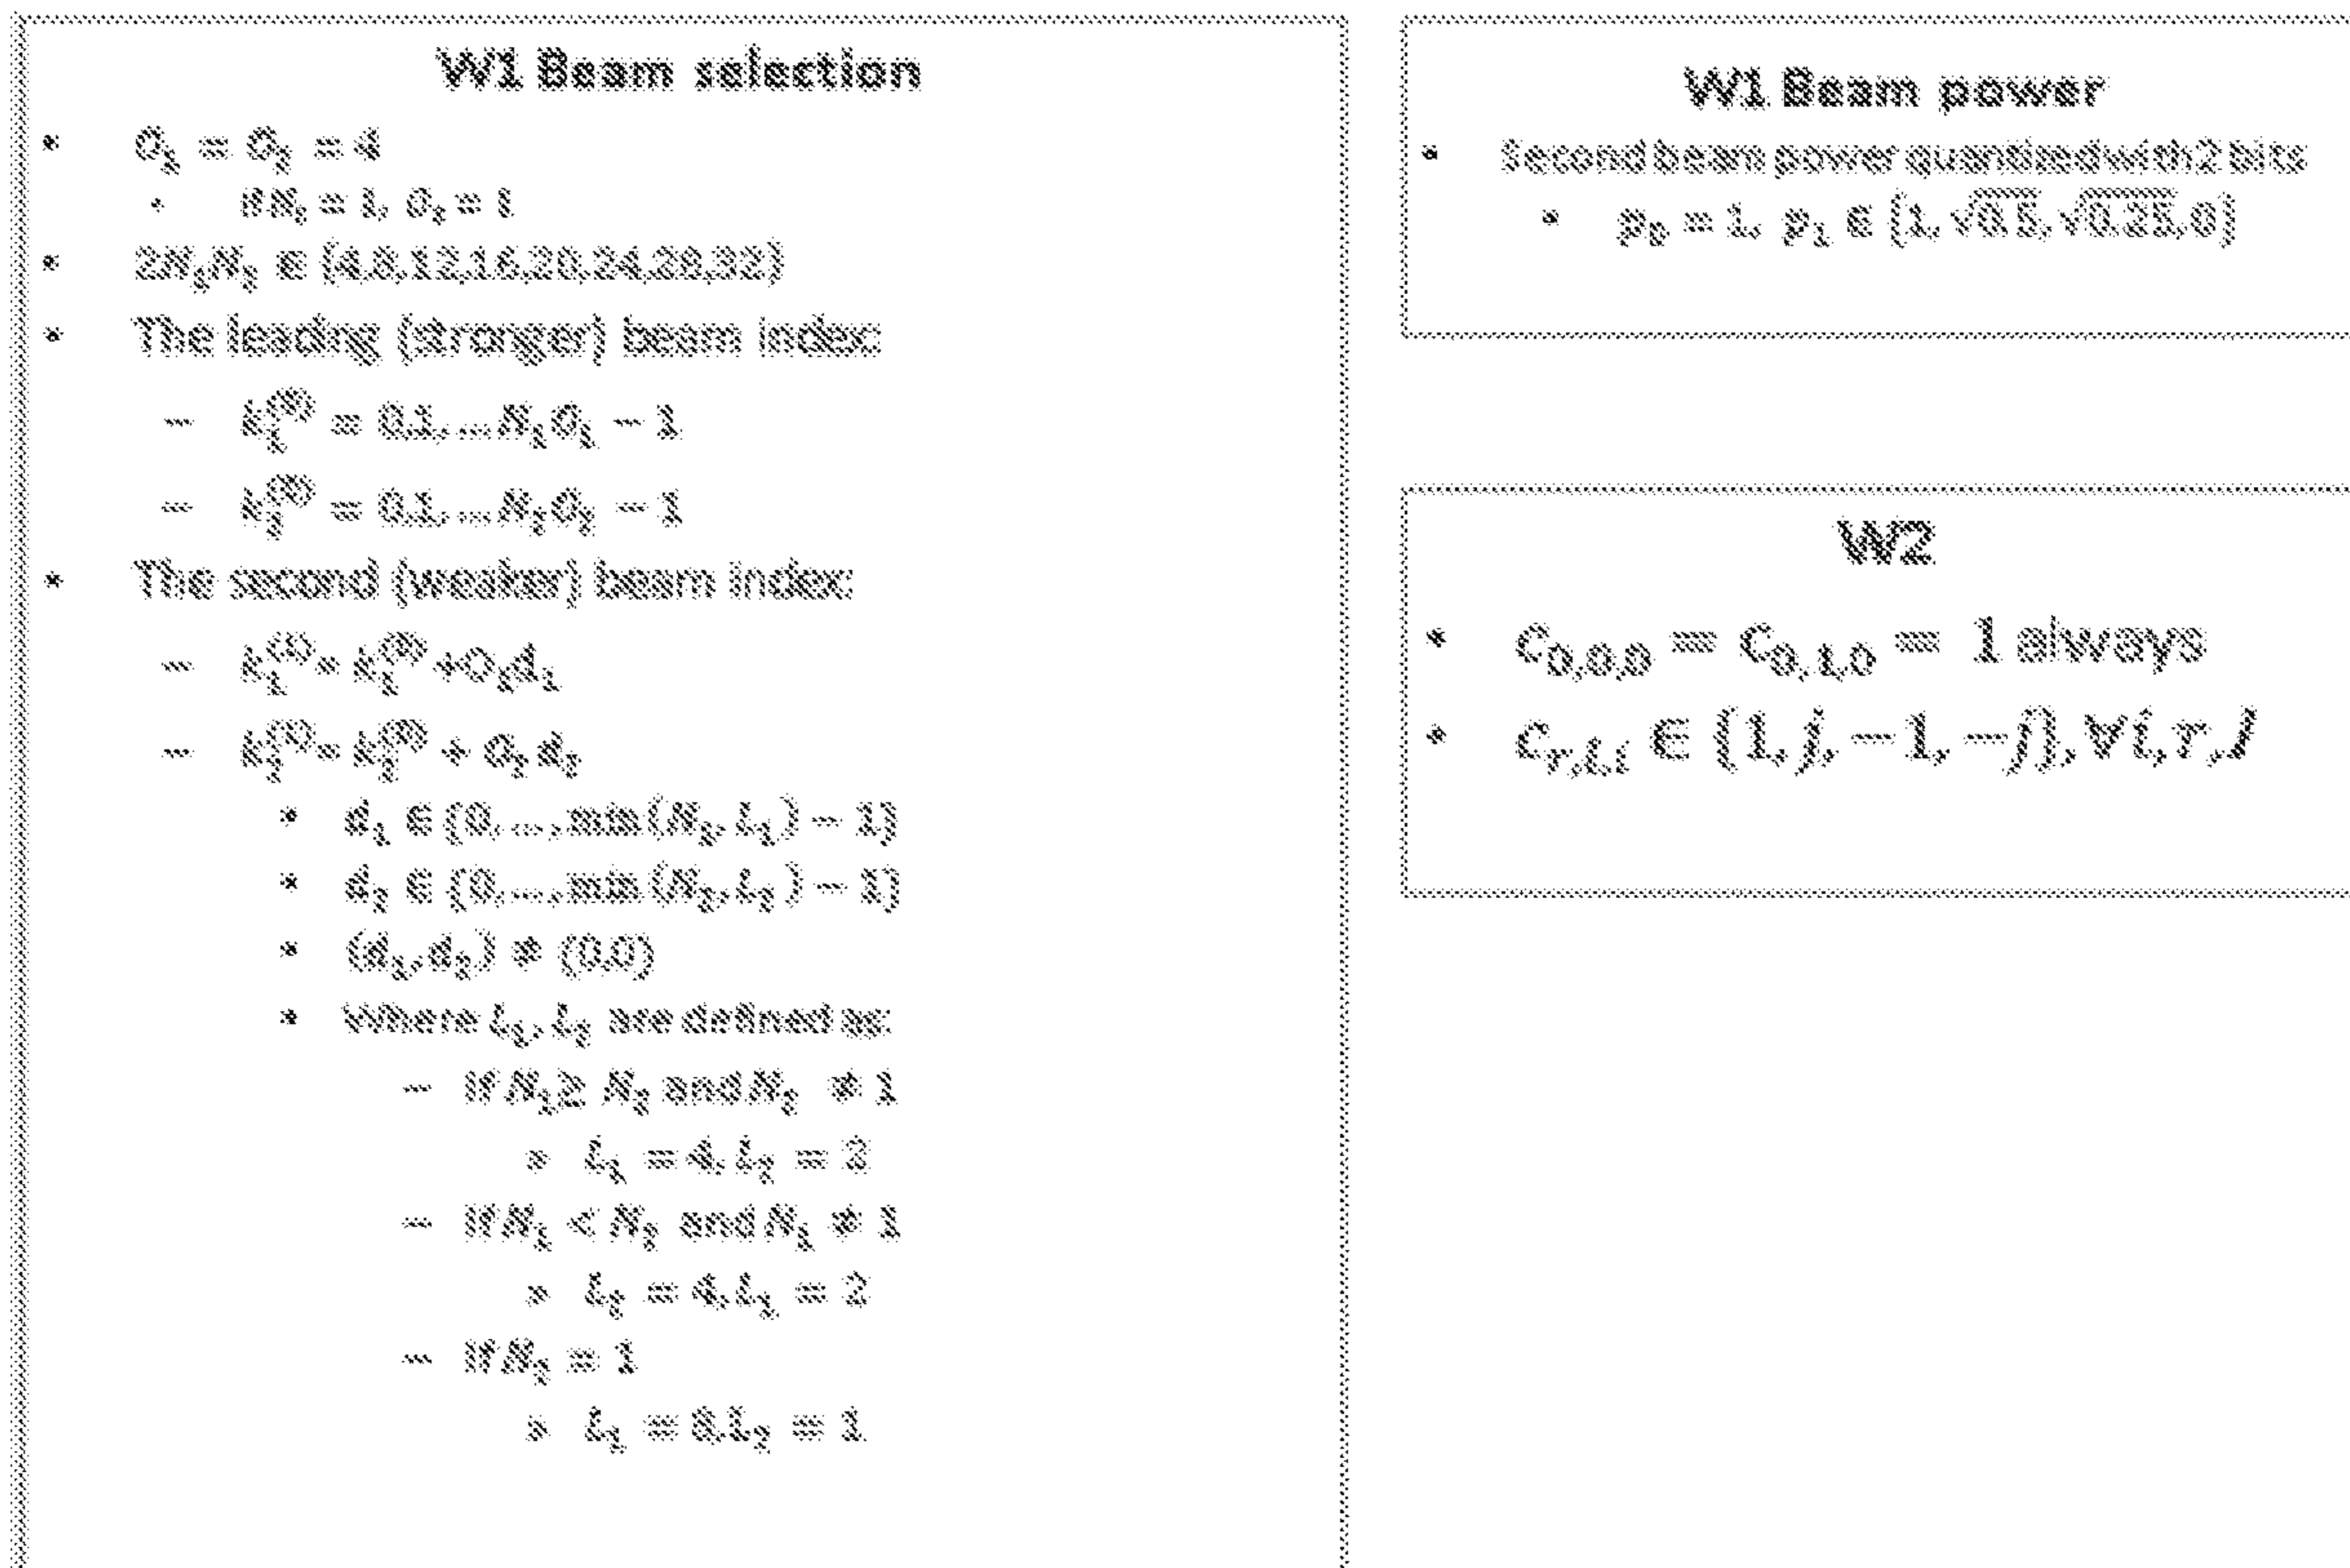 W1 Beam selection
• O₁ = O₂ = 4
• If N₂ = 1, O₂ = 1
• 2N₁N₂ ∈ {4,8,12,16,20,24,28,32}
• The leading (stronger) beam index:
– k₁⁽⁰⁾ = 0,1,…N₁O₁ − 1
– k₂⁽⁰⁾ = 0,1,…N₂O₂ − 1
• The second (weaker) beam index:
– k₁⁽¹⁾= k₁⁽⁰⁾ +O₁d₁
– k₂⁽¹⁾= k₂⁽⁰⁾ + O₂d₂
• d₁ ∈ {0,…,min(N₁,L₁) − 1}
• d₂ ∈ {0,…,min(N₂,L₂) − 1}
• (d₁,d₂) ≠ (0,0)
• Where L₁, L₂ are defined as:
– If N₁≥ N₂ and N₂ ≠ 1
» L₁ = 4, L₂ = 2
– If N₁ < N₂ and N₁ ≠ 1
» L₂ = 4, L₁ = 2
– If N₂ = 1
» L₁ = 8, L₂ = 1
W1 Beam power
• Second beam power quantized with 2 bits
• p₀ = 1, p₁ ∈ {1,√0.5,√0.25,0}
W2
• c₀,₀,₀ = c₀,₁,₀ = 1 always
• c_{r,l,i} ∈ {1, j, −1, −j}, ∀i, r, l